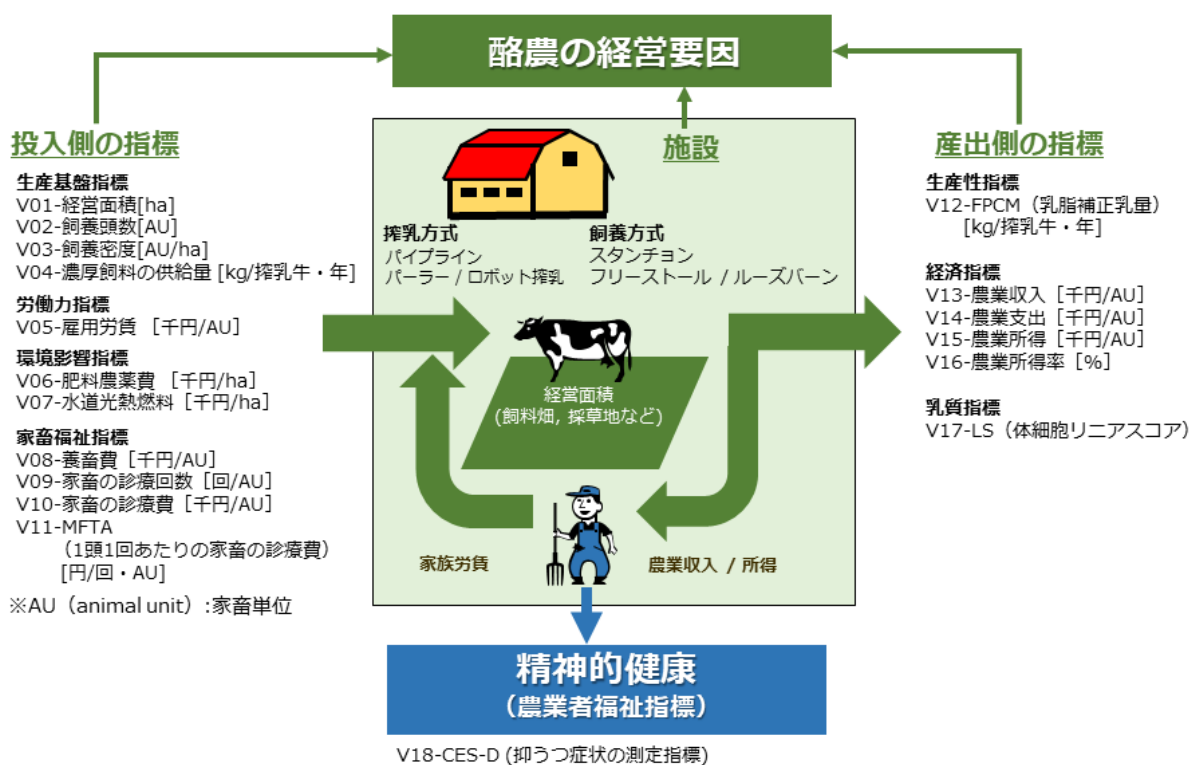 酪農の経営要因
投入側の指標
生産基盤指標
V01-経営面積[ha]
V02-飼養頭数[AU]
V03-飼養密度[AU/ha]
V04-濃厚飼料の供給量 [kg/搾乳牛・年]
労働力指標
V05-雇用労賃 ［千円/AU］
環境影響指標
V06-肥料農薬費 ［千円/ha］
V07-水道光熱燃料［千円/ha］
家畜福祉指標
V08-養畜費［千円/AU］
V09-家畜の診療回数［回/AU］
V10-家畜の診療費［千円/AU］
V11-MFTA
（1頭1回あたりの家畜の診療費）
[円/回・AU]
※AU（animal unit）:家畜単位
施設
搾乳方式
パイプライン
パーラー / ロボット搾乳
飼養方式
スタンチョン
フリーストール / ルーズバーン
経営面積
(飼料畑, 採草地など)
家族労賃
農業収入 / 所得
産出側の指標
生産性指標
V12-FPCM（乳脂補正乳量）
[kg/搾乳牛・年]
経済指標
V13-農業収入［千円/AU］
V14-農業支出［千円/AU］
V15-農業所得［千円/AU］
V16-農業所得率［%］
乳質指標
V17-LS（体細胞リニアスコア）
精神的健康
（農業者福祉指標）
V18-CES-D (抑うつ症状の測定指標)